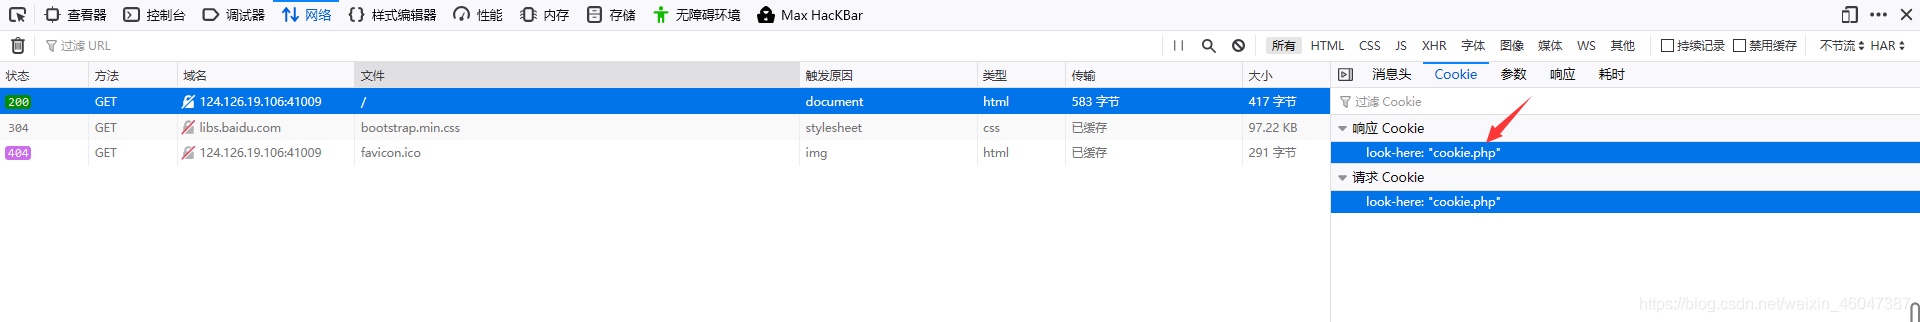 查看器 控制台 调试器 网络 样式编辑器 性能 内存 存储 无障碍环境 Max HacKBar
过滤 URL 所有 HTML CSS JS XHR 字体 图像 媒体 WS 其他 持续记录 禁用缓存 不节流 HAR
状态 方法 域名 文件 触发原因 类型 传输 大小
200 GET 124.126.19.106:41009 / document html 583 字节 417 字节
304 GET libs.baidu.com bootstrap.min.css stylesheet css 已缓存 97.22 KB
404 GET 124.126.19.106:41009 favicon.ico img html 已缓存 291 字节
消息头 Cookie 参数 响应 耗时
过滤 Cookie
响应 Cookie
look-here: "cookie.php"
请求 Cookie
look-here: "cookie.php"
https://blog.csdn.net/weixin_46047387